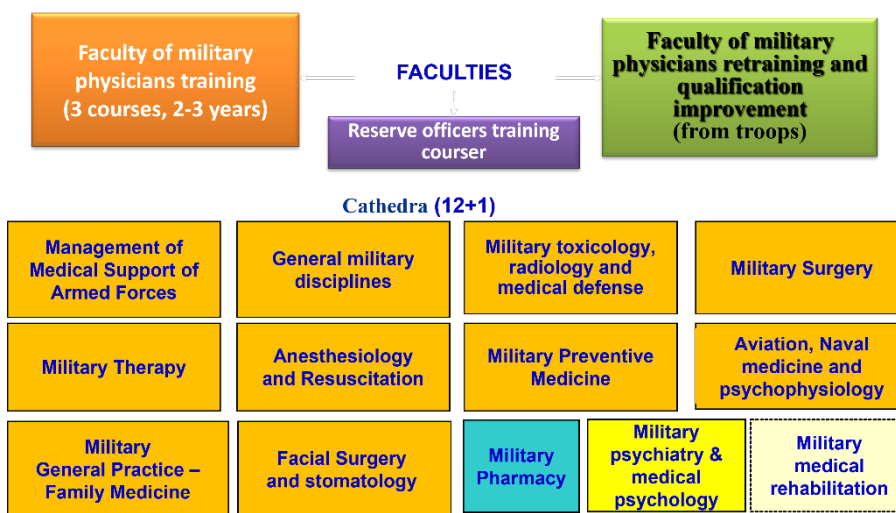 Faculty of military
physicians training
(3 courses, 2-3 years)
FACULTIES
Faculty of military
physicians retraining and
qualification
improvement
(from troops)
Reserve officers training
courser
Cathedra (12+1)
Management of
Medical Support of
Armed Forces
General military
disciplines
Military toxicology,
radiology and
medical defense
Military Surgery
Military Therapy
Anesthesiology
and Resuscitation
Military Preventive
Medicine
Aviation, Naval
medicine and
psychophysiology
Military
General Practice –
Family Medicine
Facial Surgery
and stomatology
Military
Pharmacy
Military
psychiatry &
medical
psychology
Military
medical
rehabilitation